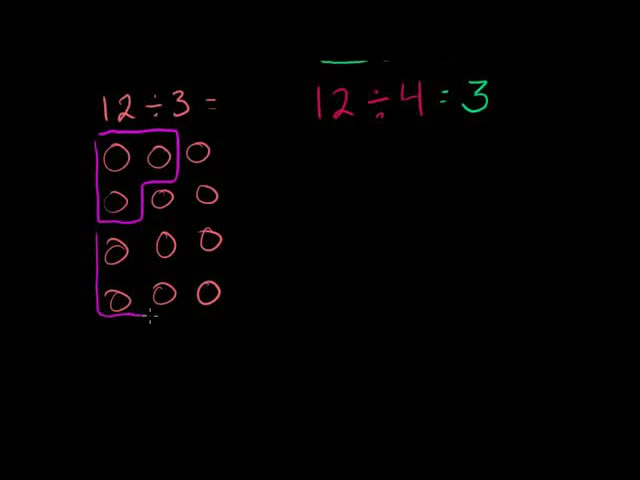 12 ÷ 3 =
12 ÷ 4 = 3